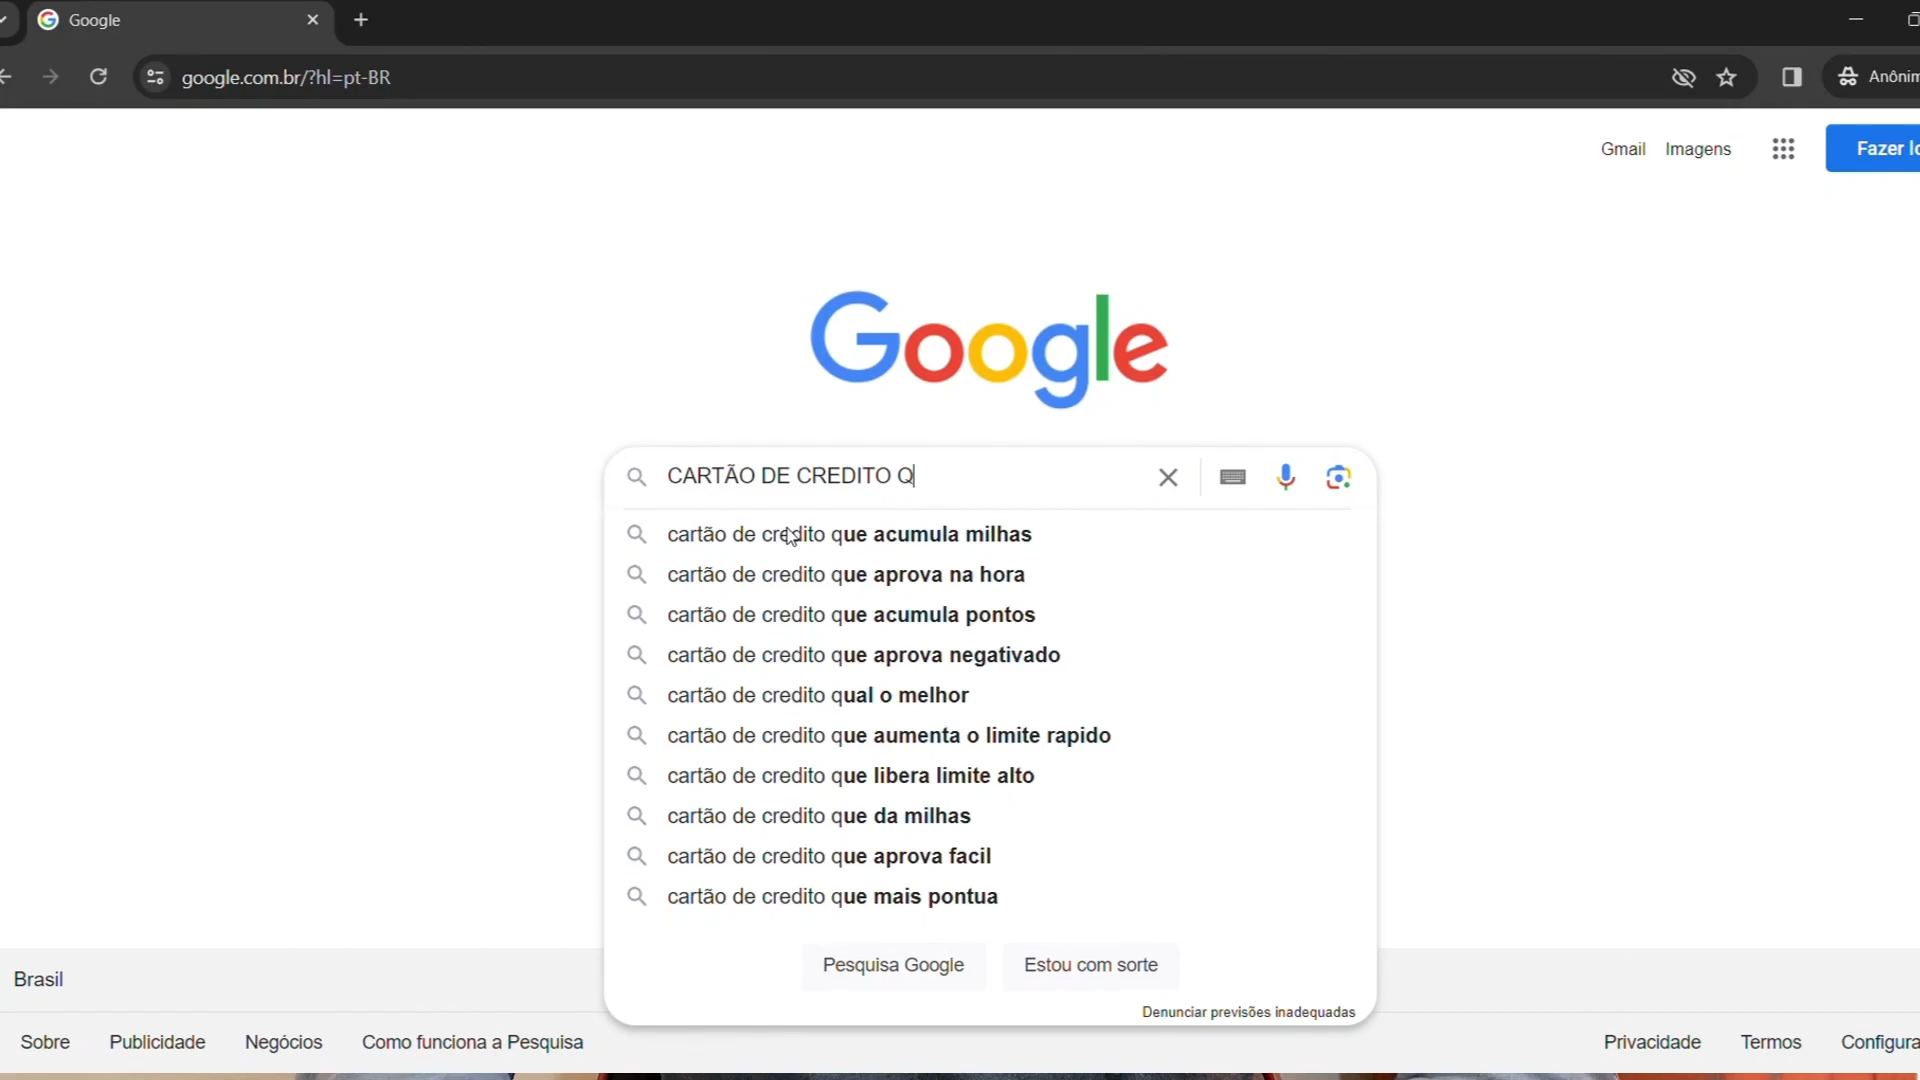 Google
google.com.br/?hl=pt-BR
Anônim
Gmail Imagens Fazer lo
Google
CARTÃO DE CREDITO Q
cartão de credito que acumula milhas
cartão de credito que aprova na hora
cartão de credito que acumula pontos
cartão de credito que aprova negativado
cartão de credito qual o melhor
cartão de credito que aumenta o limite rapido
cartão de credito que libera limite alto
cartão de credito que da milhas
cartão de credito que aprova facil
cartão de credito que mais pontua
Pesquisa Google Estou com sorte
Denunciar previsões inadequadas
Brasil
Sobre Publicidade Negócios Como funciona a Pesquisa Privacidade Termos Configura